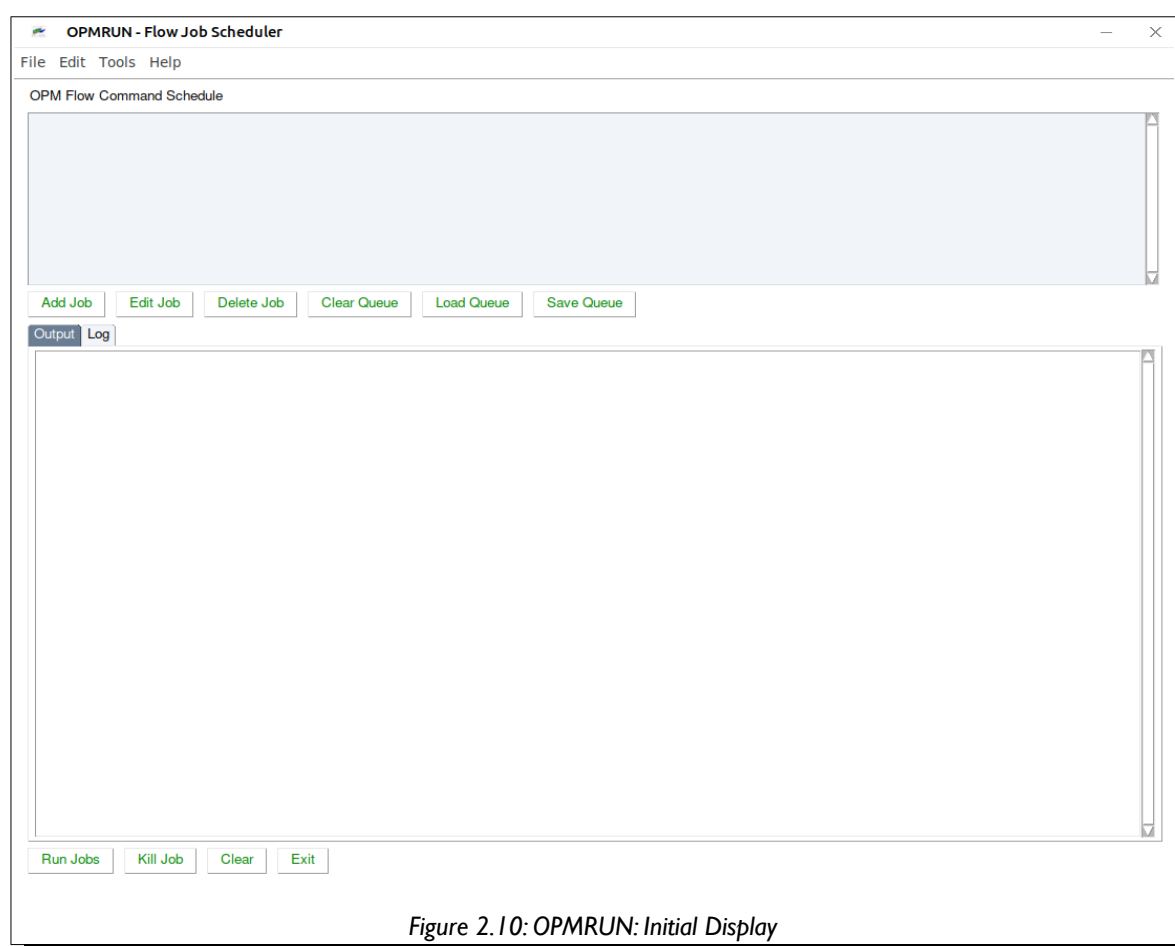 OPMRUN - Flow Job Scheduler
File Edit Tools Help
OPM Flow Command Schedule
Add Job Edit Job Delete Job Clear Queue Load Queue Save Queue
Output Log
Run Jobs Kill Job Clear Exit
Figure 2.10: OPMRUN: Initial Display